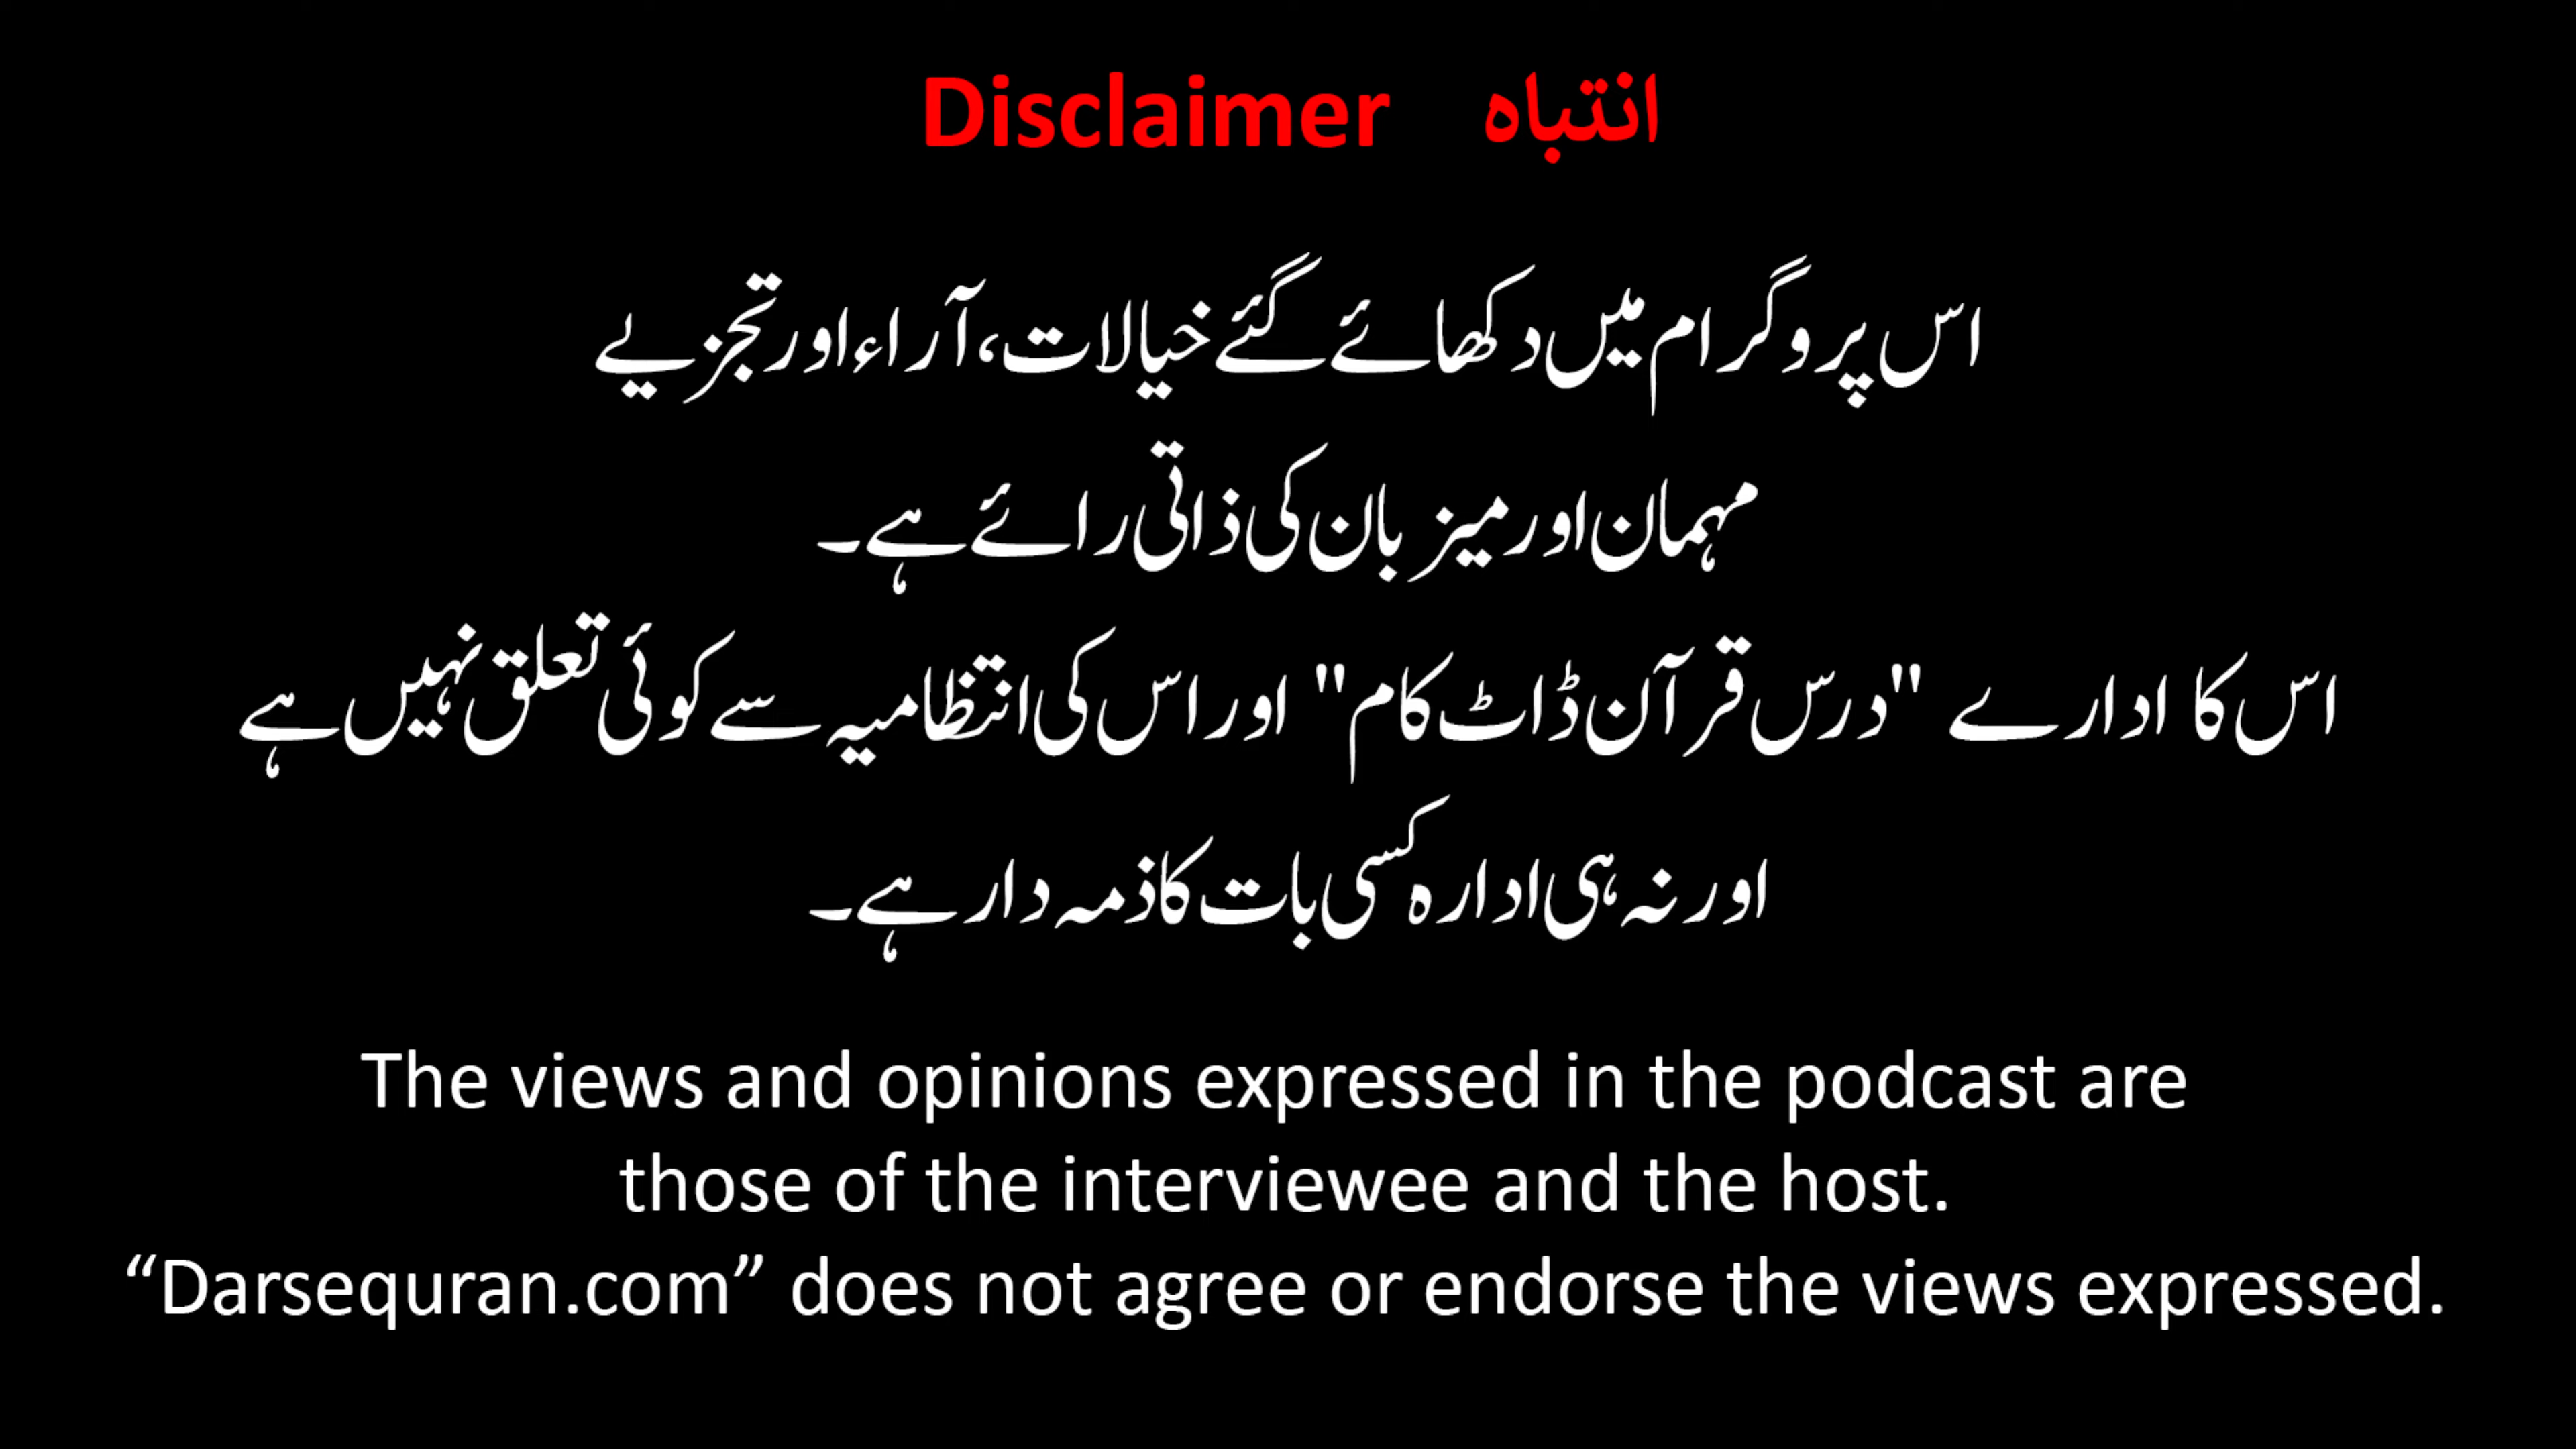 Disclaimer انتباہ
اس پروگرام میں دکھائے گئے خیالات، آراء اور تجزیے
مہمان اور میزبان کی ذاتی رائے ہے۔
اس کا ادارے "درس قرآن ڈاٹ کام" اور اس کی انتظامیہ سے کوئی تعلق نہیں ہے
اور نہ ہی ادارہ کسی بات کا ذمہ دار ہے۔
The views and opinions expressed in the podcast are
those of the interviewee and the host.
“Darsequran.com” does not agree or endorse the views expressed.